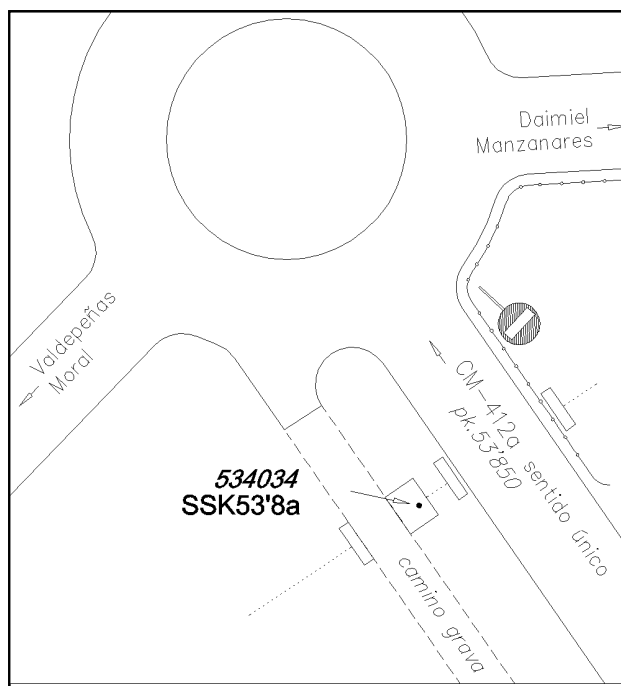 Daimiel
Manzanares
Valdepeñas
Moral
CM-412a sentido único
pk.53'850
534034
SSK53'8a
camino grava